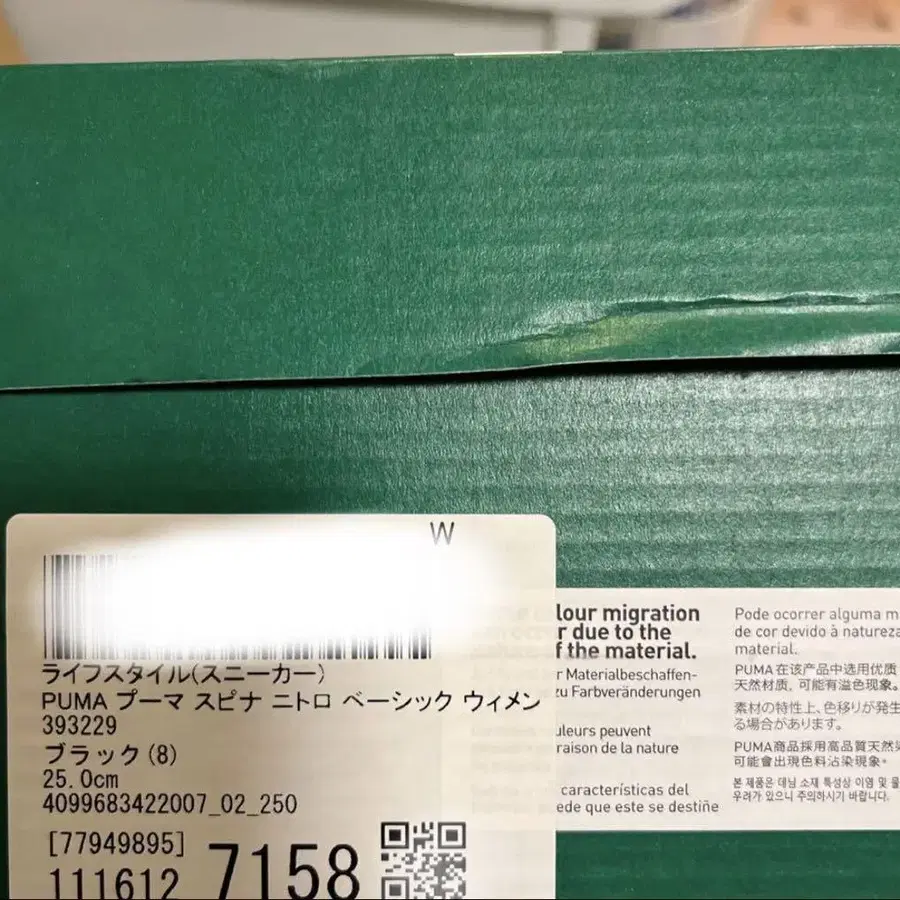 W
ライフスタイル(スニーカー)
PUMA プーマ スピナ ニトロ ベーシック ウィメン
393229
ブラック(8)
25.0cm
4099683422007_02_250
[77949895]
111612 7158
lour migration
r due to the
f the material.
r Materialbeschaffen-
zu Farbveränderungen
uleurs peuvent
raison de la nature
características del
ede que este se destiñe
Pode ocorrer alguma m
de cor devido à natureza
material.
PUMA在该产品中选用优质
天然材质, 可能有溢色现象。
素材の特性上、色移りが発生
る場合があります。
PUMA商品採用高品質天然
可能會出現色料沾染現象。
본 제품은 데님 소재 특성상 이염 및 물
우려가 있으니 주의하시기 바랍니다.